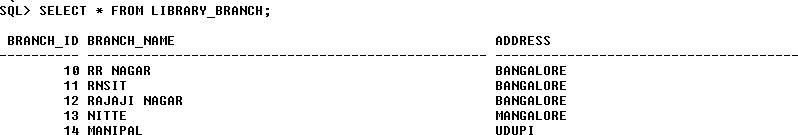 SQL> SELECT * FROM LIBRARY_BRANCH;
BRANCH_ID BRANCH_NAME ADDRESS
10 RR NAGAR BANGALORE
11 RNSIT BANGALORE
12 RAJAJI NAGAR BANGALORE
13 NITTE MANGALORE
14 MANIPAL UDUPI